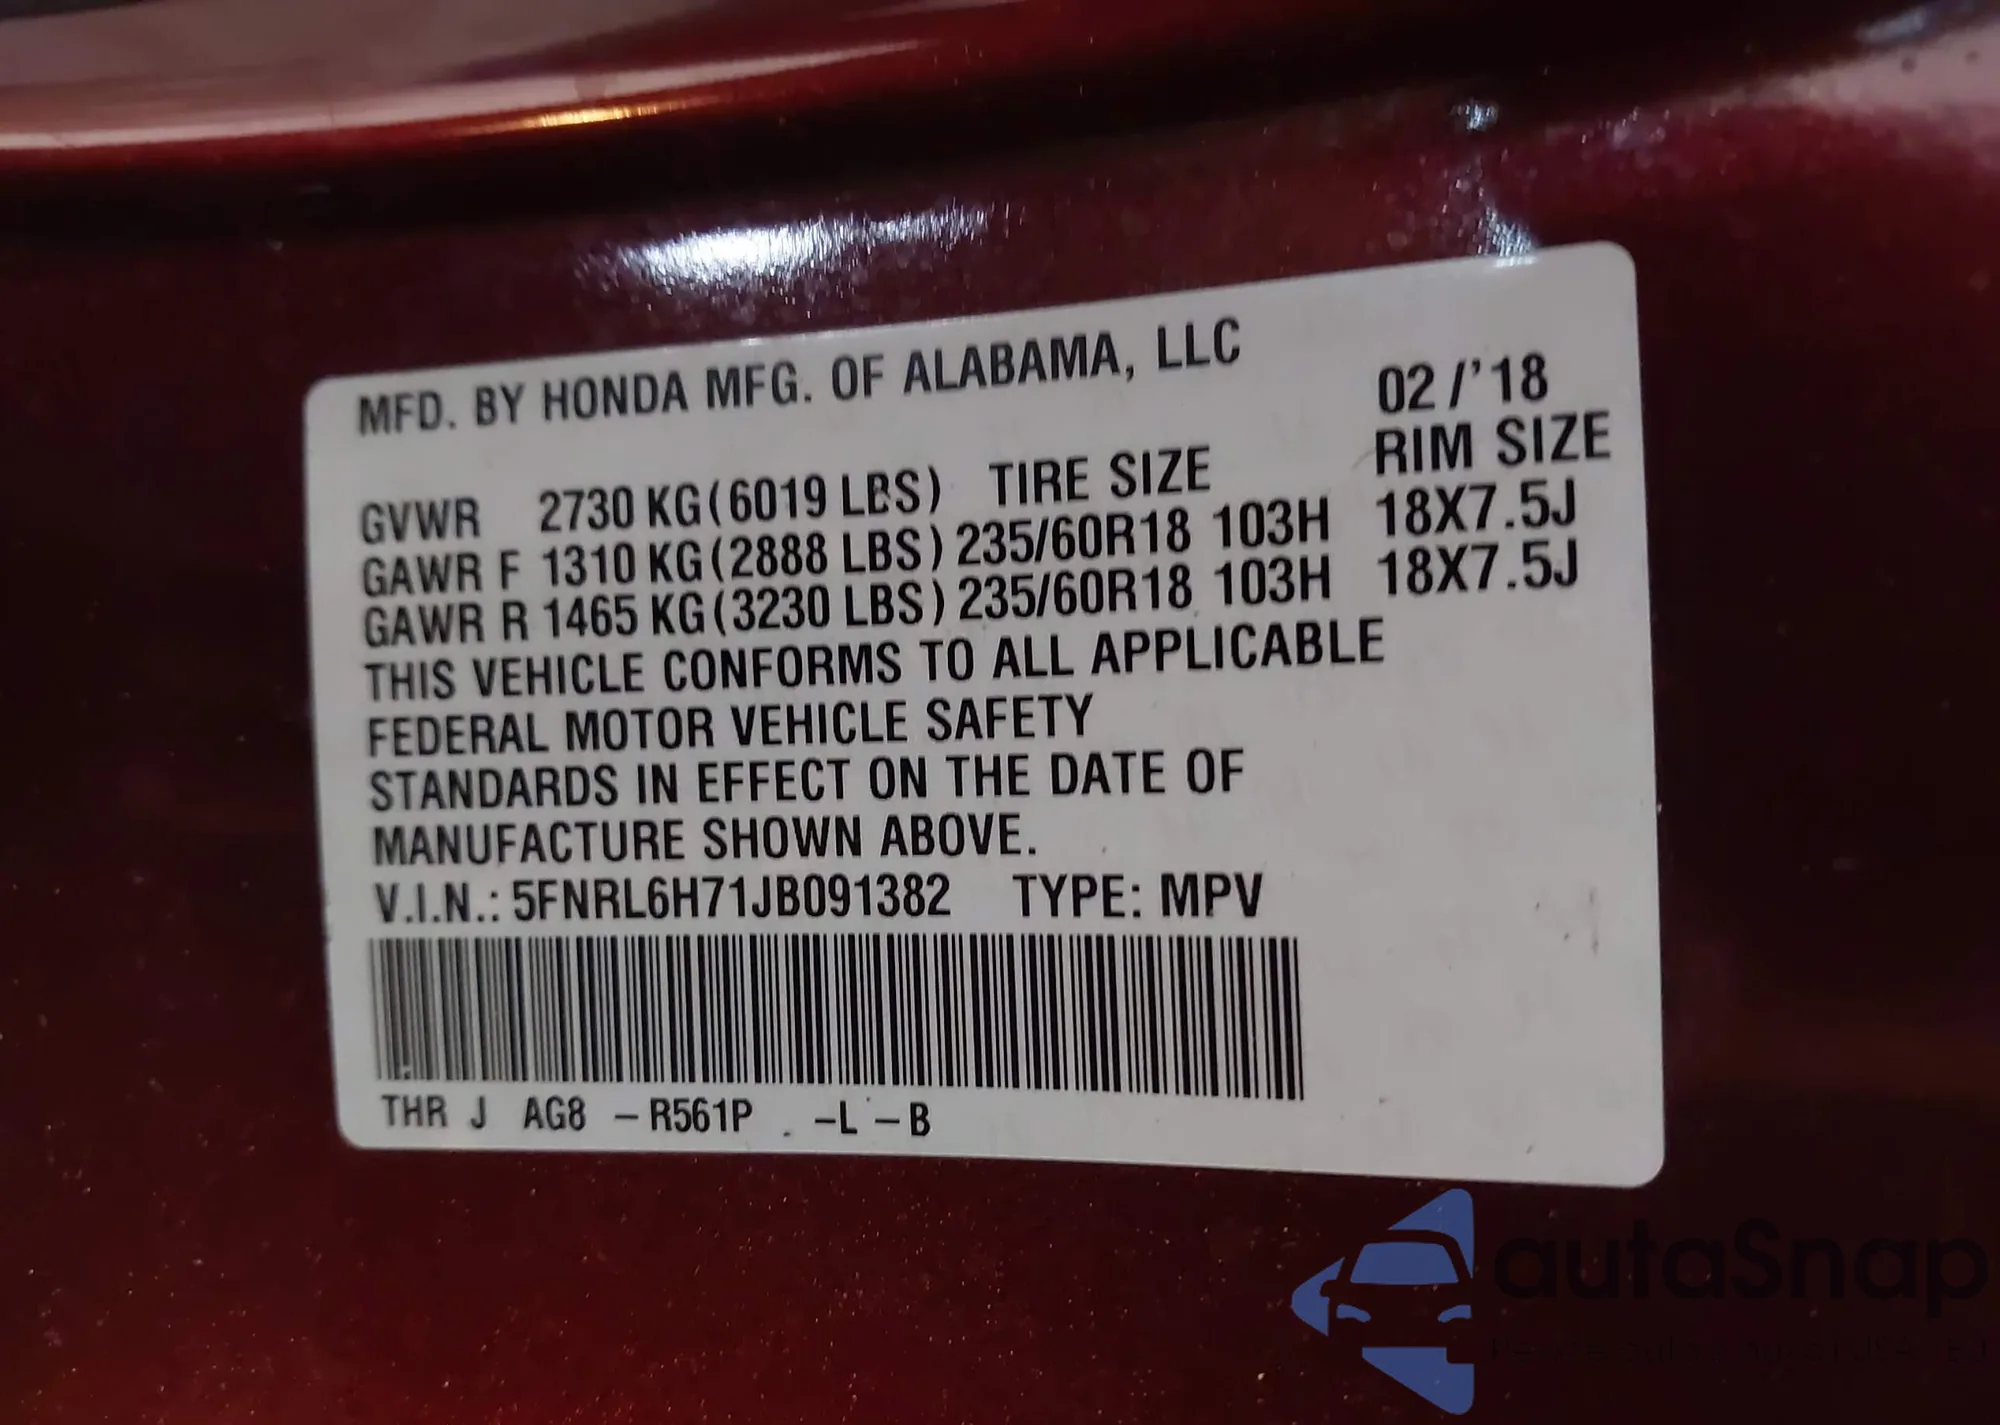 MFD. BY HONDA MFG. OF ALABAMA, LLC
02/'18
GVWR 2730 KG(6019 LBS) TIRE SIZE RIM SIZE
GAWR F 1310 KG(2888 LBS) 235/60R18 103H 18X7.5J
GAWR R 1465 KG(3230 LBS) 235/60R18 103H 18X7.5J
THIS VEHICLE CONFORMS TO ALL APPLICABLE
FEDERAL MOTOR VEHICLE SAFETY
STANDARDS IN EFFECT ON THE DATE OF
MANUFACTURE SHOWN ABOVE.
V.I.N.: 5FNRL6H71JB091382 TYPE: MPV
THR J AG8 -R561P -L -B
autaSnap